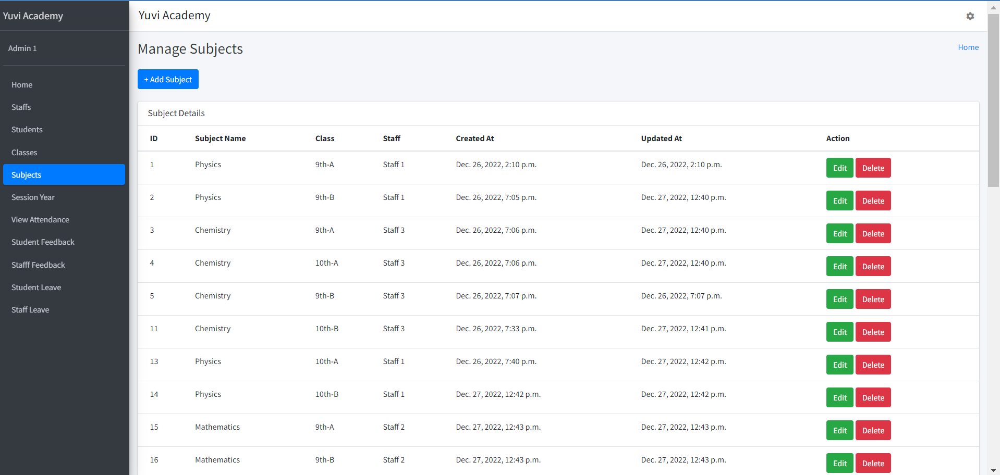 Yuvi Academy
Yuvi Academy
Admin 1
Manage Subjects
Home
+ Add Subject
Home
Staffs
Students
Classes
Subjects
Session Year
View Attendance
Student Feedback
Stafff Feedback
Student Leave
Staff Leave
Subject Details
ID Subject Name Class Staff Created At Updated At Action
1 Physics 9th-A Staff 1 Dec. 26, 2022, 2:10 p.m. Dec. 26, 2022, 2:10 p.m. Edit Delete
2 Physics 9th-B Staff 1 Dec. 26, 2022, 7:05 p.m. Dec. 27, 2022, 12:40 p.m. Edit Delete
3 Chemistry 9th-A Staff 3 Dec. 26, 2022, 7:06 p.m. Dec. 27, 2022, 12:40 p.m. Edit Delete
4 Chemistry 10th-A Staff 3 Dec. 26, 2022, 7:06 p.m. Dec. 27, 2022, 12:40 p.m. Edit Delete
5 Chemistry 9th-B Staff 3 Dec. 26, 2022, 7:07 p.m. Dec. 26, 2022, 7:07 p.m. Edit Delete
11 Chemistry 10th-B Staff 3 Dec. 26, 2022, 7:33 p.m. Dec. 27, 2022, 12:41 p.m. Edit Delete
13 Physics 10th-A Staff 1 Dec. 26, 2022, 7:40 p.m. Dec. 27, 2022, 12:42 p.m. Edit Delete
14 Physics 10th-B Staff 1 Dec. 27, 2022, 12:42 p.m. Dec. 27, 2022, 12:42 p.m. Edit Delete
15 Mathematics 9th-A Staff 2 Dec. 27, 2022, 12:43 p.m. Dec. 27, 2022, 12:43 p.m. Edit Delete
16 Mathematics 9th-B Staff 2 Dec. 27, 2022, 12:43 p.m. Dec. 27, 2022, 12:43 p.m. Edit Delete